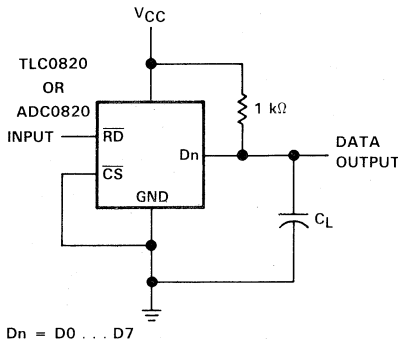 VCC
TLC0820
OR
ADC0820
INPUT
RD
CS
GND
Dn
1 kΩ
DATA
OUTPUT
CL
Dn = D0 . . . D7